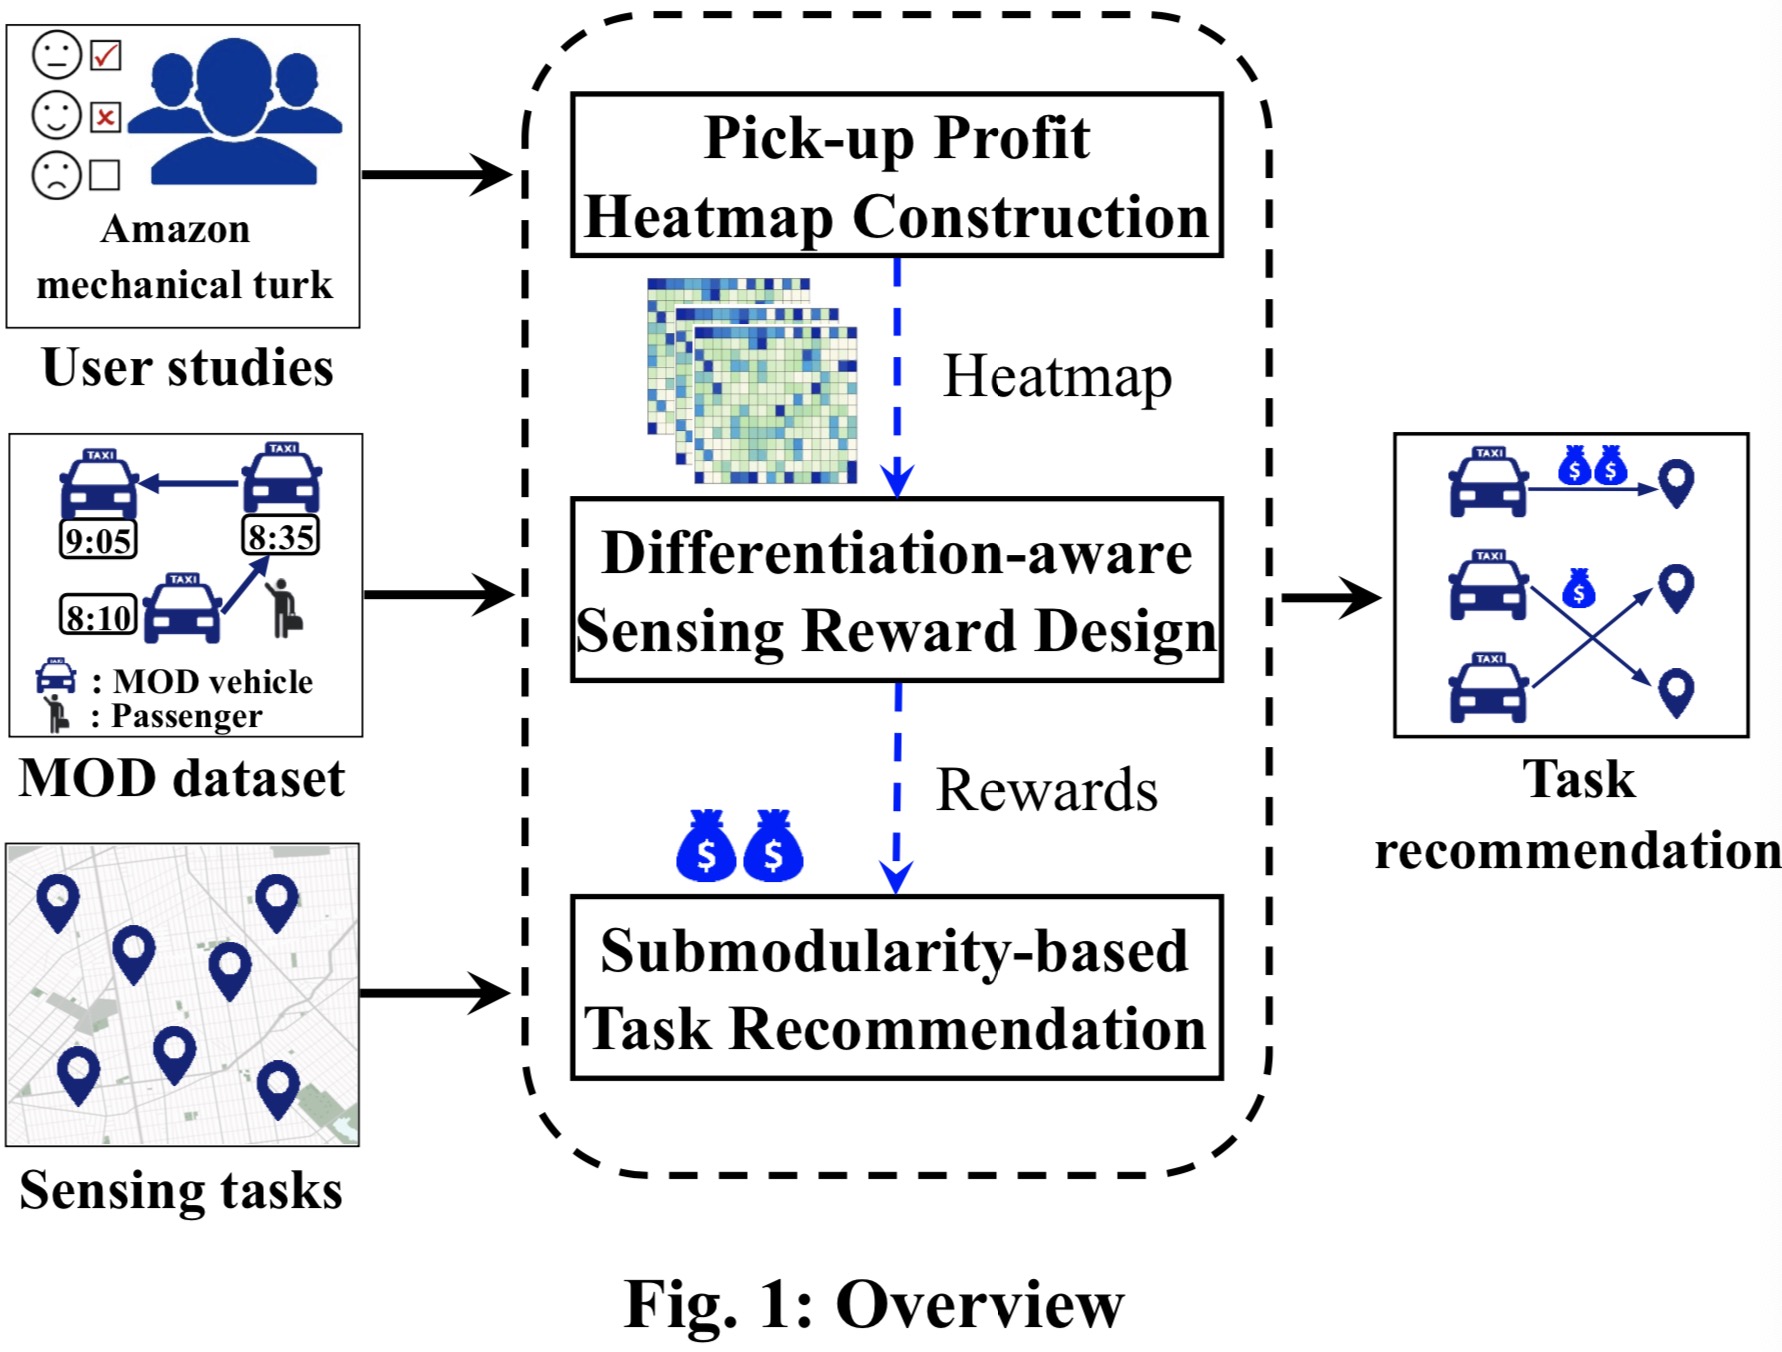 Amazon
mechanical turk
User studies
TAXI
TAXI
9:05
8:35
TAXI
8:10
TAXI
: MOD vehicle
: Passenger
MOD dataset
Sensing tasks
Pick-up Profit
Heatmap Construction
Heatmap
Differentiation-aware
Sensing Reward Design
Rewards
$ $
Submodularity-based
Task Recommendation
TAXI
$ $
TAXI
$
TAXI
Task
recommendation
Fig. 1: Overview